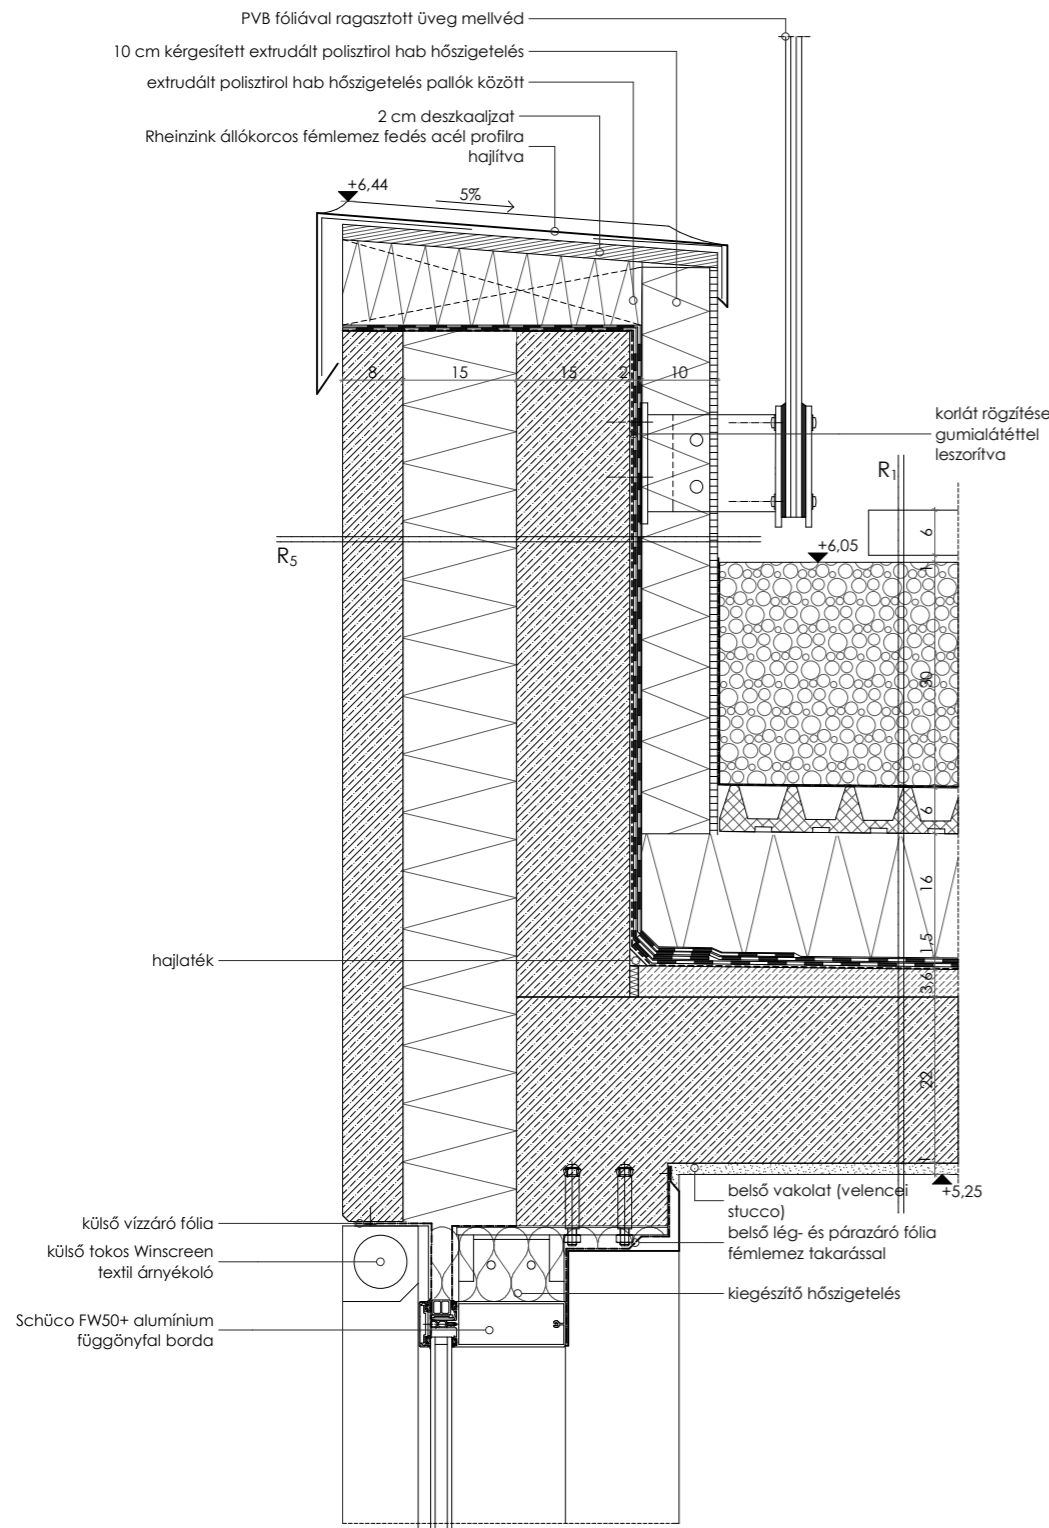 PVB fóliával ragasztott üveg mellvéd
10 cm kérgesített extrudált polisztirol hab hőszigetelés
extrudált polisztirol hab hőszigetelés pallók között
2 cm deszkaaljzat
Rheinzink állókorcos fémlemez fedés acél profilra
hajlítva
+6,44
5%
8
15
15
2
10
korlát rögzítése
gumialátéttel
leszorítva
R1
R5
+6,05
6
1
30
6
16
1,5
3,6
22
1
hajlaték
+5,25
belső vakolat (velencei
stucco)
belső lég- és párazáró fólia
fémlemez takarással
kiegészítő hőszigetelés
külső vízzáró fólia
külső tokos Winscreen
textil árnyékoló
Schüco FW50+ alumínium
függönyfal borda